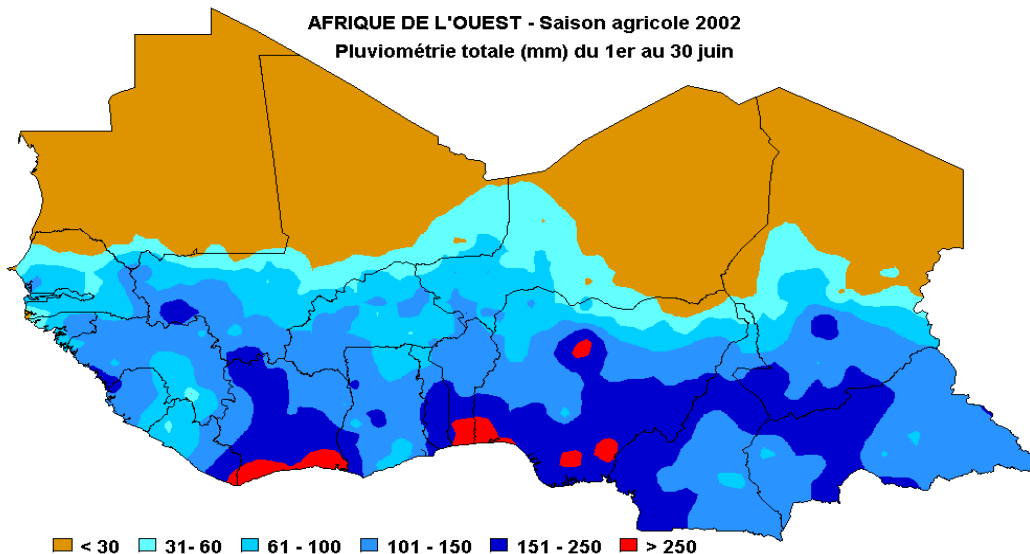 AFRIQUE DE L'OUEST - Saison agricole 2002
Pluviométrie totale (mm) du 1er au 30 juin
< 30 31- 60 61 - 100 101 - 150 151 - 250 > 250